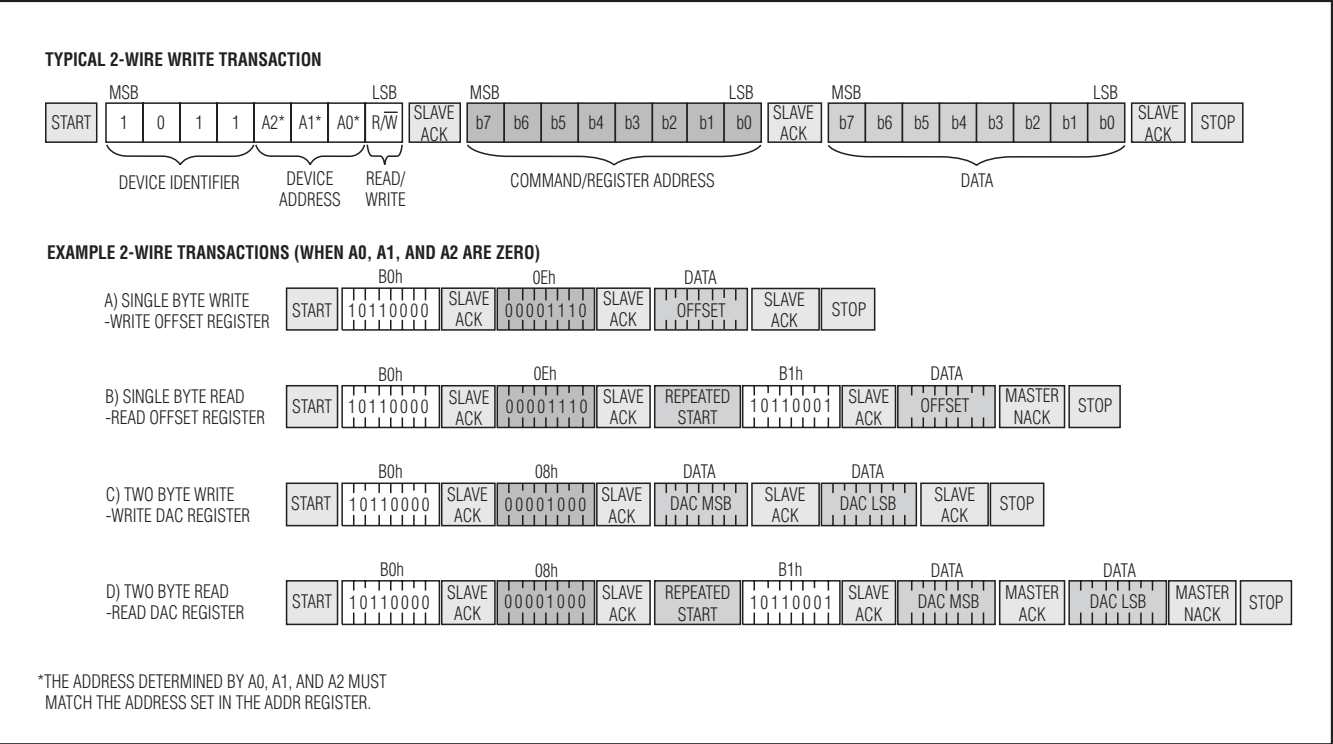 TYPICAL 2-WIRE WRITE TRANSACTION
MSB LSB MSB LSB MSB LSB
START 1 0 1 1 A2* A1* A0* R/W̅ SLAVE ACK b7 b6 b5 b4 b3 b2 b1 b0 SLAVE ACK b7 b6 b5 b4 b3 b2 b1 b0 SLAVE ACK STOP
DEVICE IDENTIFIER DEVICE ADDRESS READ/WRITE COMMAND/REGISTER ADDRESS DATA
EXAMPLE 2-WIRE TRANSACTIONS (WHEN A0, A1, AND A2 ARE ZERO)
B0h 0Eh DATA
A) SINGLE BYTE WRITE
-WRITE OFFSET REGISTER
START 10110000 SLAVE ACK 00001110 SLAVE ACK OFFSET SLAVE ACK STOP
B0h 0Eh B1h DATA
B) SINGLE BYTE READ
-READ OFFSET REGISTER
START 10110000 SLAVE ACK 00001110 SLAVE ACK REPEATED START 10110001 SLAVE ACK OFFSET MASTER NACK STOP
B0h 08h DATA DATA
C) TWO BYTE WRITE
-WRITE DAC REGISTER
START 10110000 SLAVE ACK 00001000 SLAVE ACK DAC MSB SLAVE ACK DAC LSB SLAVE ACK STOP
B0h 08h B1h DATA DATA
D) TWO BYTE READ
-READ DAC REGISTER
START 10110000 SLAVE ACK 00001000 SLAVE ACK REPEATED START 10110001 SLAVE ACK DAC MSB MASTER ACK DAC LSB MASTER NACK STOP
*THE ADDRESS DETERMINED BY A0, A1, AND A2 MUST
MATCH THE ADDRESS SET IN THE ADDR REGISTER.